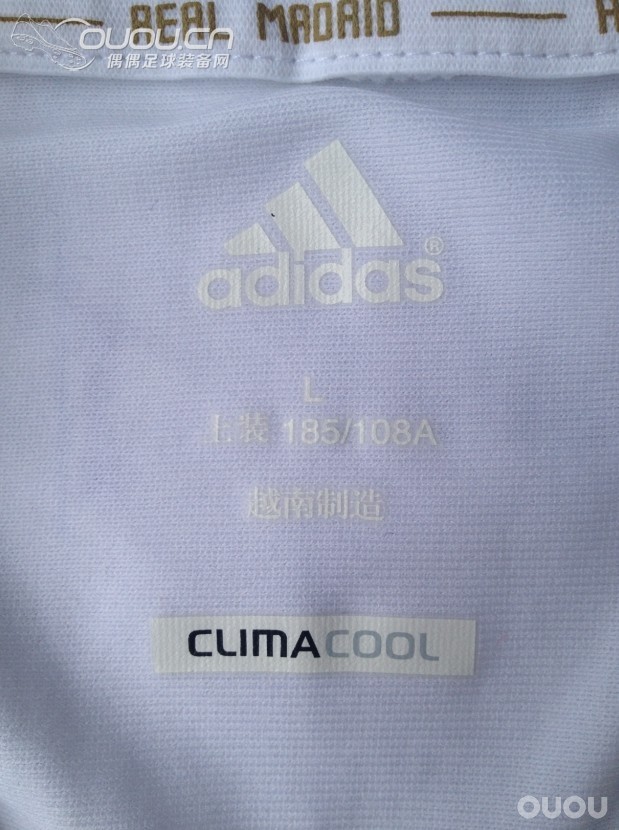 OUOU.CN
偶偶足球装备网
REAL MADRID
adidas®
L
上装 185/108A
越南制造
CLIMACOOL
OUOU